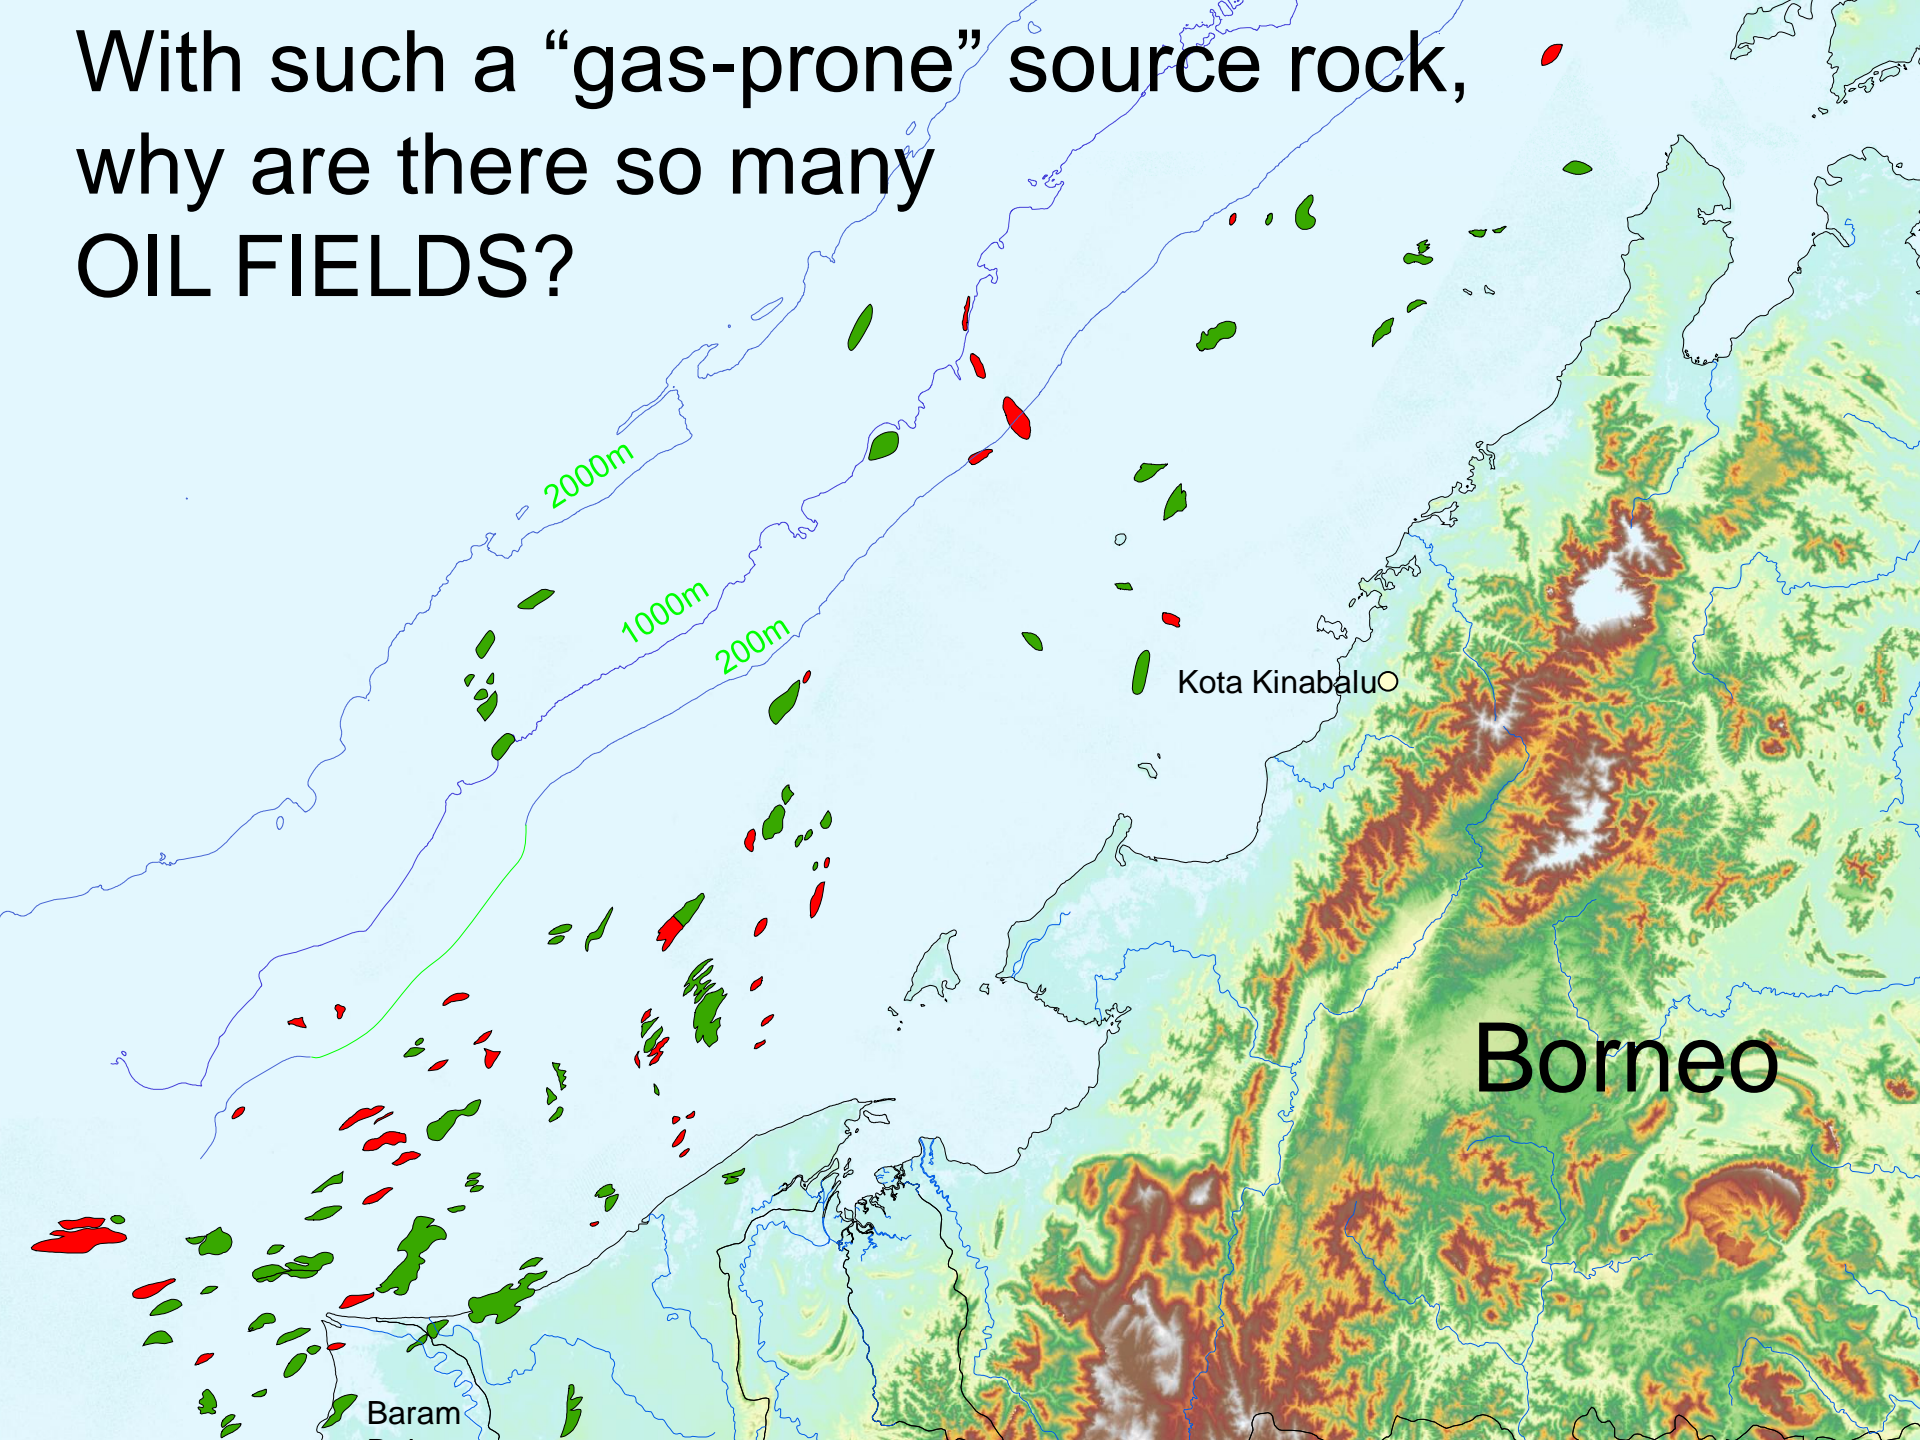 With such a “gas-prone” source rock,
why are there so many
OIL FIELDS?
2000m
1000m
200m
Kota Kinabalu
Borneo
Baram